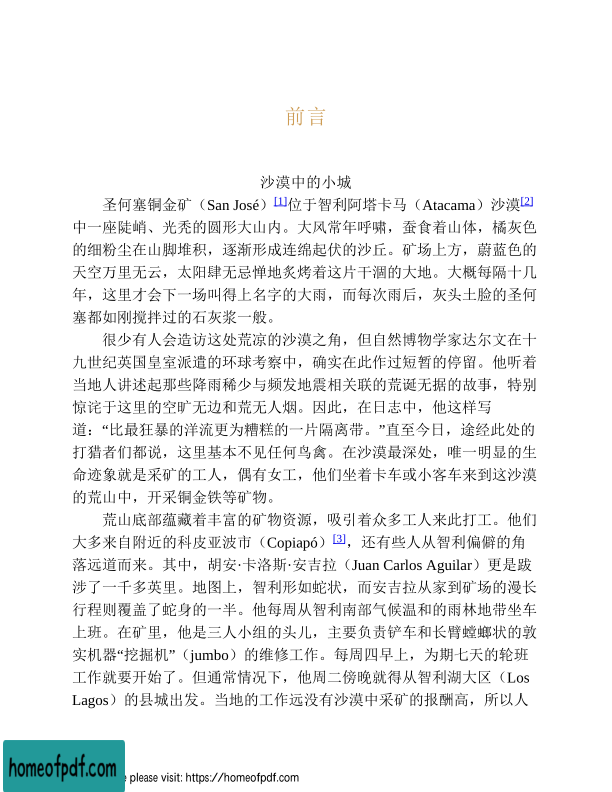 前言
沙漠中的小城
圣何塞铜金矿（San José）[1]位于智利阿塔卡马（Atacama）沙漠[2]
中一座陡峭、光秃的圆形大山内。大风常年呼啸，蚕食着山体，橘灰色
的细粉尘在山脚堆积，逐渐形成连绵起伏的沙丘。矿场上方，蔚蓝色的
天空万里无云，太阳肆无忌惮地炙烤着这片干涸的大地。大概每隔十几
年，这里才会下一场叫得上名字的大雨，而每次雨后，灰头土脸的圣何
塞都如刚搅拌过的石灰浆一般。
很少有人会造访这处荒凉的沙漠之角，但自然博物学家达尔文在十
九世纪英国皇室派遣的环球考察中，确实在此作过短暂的停留。他听着
当地人讲述起那些降雨稀少与频发地震相关联的荒诞无据的故事，特别
惊诧于这里的空旷无边和荒无人烟。因此，在日志中，他这样写
道：“比最狂暴的洋流更为糟糕的一片隔离带。”直至今日，途经此处的
打猎者们都说，这里基本不见任何鸟禽。在沙漠最深处，唯一明显的生
命迹象就是采矿的工人，偶有女工，他们坐着卡车或小客车来到这沙漠
的荒山中，开采铜金铁等矿物。
荒山底部蕴藏着丰富的矿物资源，吸引着众多工人来此打工。他们
大多来自附近的科皮亚波市（Copiapó）[3]，还有些人从智利偏僻的角
落远道而来。其中，胡安·卡洛斯·安吉拉（Juan Carlos Aguilar）更是跋
涉了一千多英里。地图上，智利形如蛇状，而安吉拉从家到矿场的漫长
行程则覆盖了蛇身的一半。他每周从智利南部气候温和的雨林地带坐车
上班。在矿里，他是三人小组的头儿，主要负责铲车和长臂螳螂状的敦
实机器“挖掘机”（jumbo）的维修工作。每周四早上，为期七天的轮班
工作就要开始了。但通常情况下，他周二傍晚就得从智利湖大区（Los
Lagos）的县城出发。当地的工作远没有沙漠中采矿的报酬高，所以人
homeofpdf.com
e please visit: https://homeofpdf.com